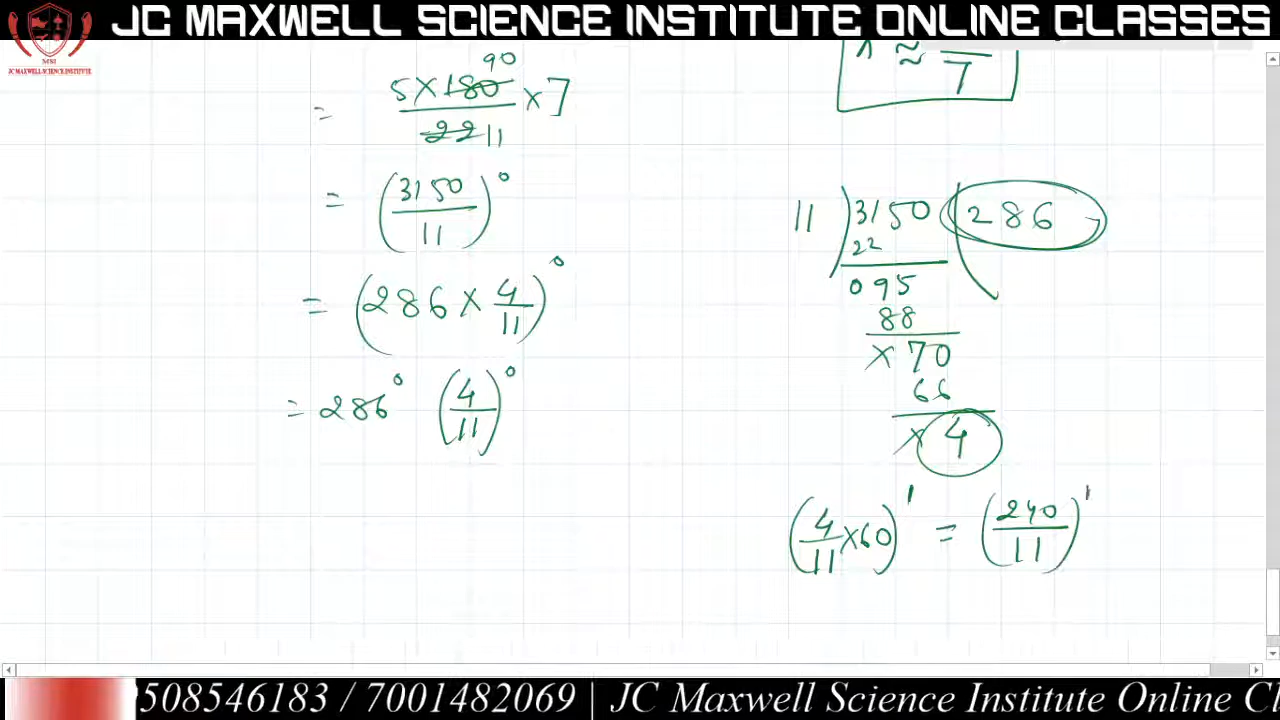 JC MAXWELL SCIENCE INSTITUTE ONLINE CLASSES
MSI
JC MAXWELL SCIENCE INSTITUTE
≈ 7
= 5 × 180 90 / 22 11 × 7
= (3150/11)°
= (286 × 4/11)°
= 286° (4/11)°
11 ) 3150 ( 286
22
095
88
× 70
66
× 4
(4/11 × 60)' = (240/11)'
508546183 / 7001482069 | JC Maxwell Science Institute Online Cl